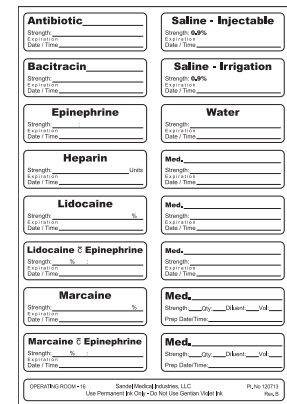 Antibiotic
Strength:
Expiration
Date / Time
Bacitracin
Strength:
Expiration
Date / Time
Epinephrine
Strength: :
Expiration
Date / Time
Heparin
Strength: Units
Expiration
Date / Time
Lidocaine
Strength: %
Expiration
Date / Time
Lidocaine c̄ Epinephrine
Strength: % :
Expiration
Date / Time
Marcaine
Strength: %
Expiration
Date / Time
Marcaine c̄ Epinephrine
Strength: % :
Expiration
Date / Time
Saline - Injectable
Strength: 0.9%
Expiration
Date / Time
Saline - Irrigation
Strength: 0.9%
Expiration
Date / Time
Water
Strength:
Expiration
Date / Time
Med.
Strength:
Expiration
Date / Time
Med.
Strength:
Expiration
Date / Time
Med.
Strength:
Expiration
Date / Time
Med.
Strength: Qty: Diluent: Vol:
Prep Date/Time:
Med.
Strength: Qty: Diluent: Vol:
Prep Date/Time:
OPERATING ROOM - 16 Sandel Medical Industries, LLC Pt. No 120713
Use Permanent Ink Only - Do Not Use Gentian Violet Ink Rev. B